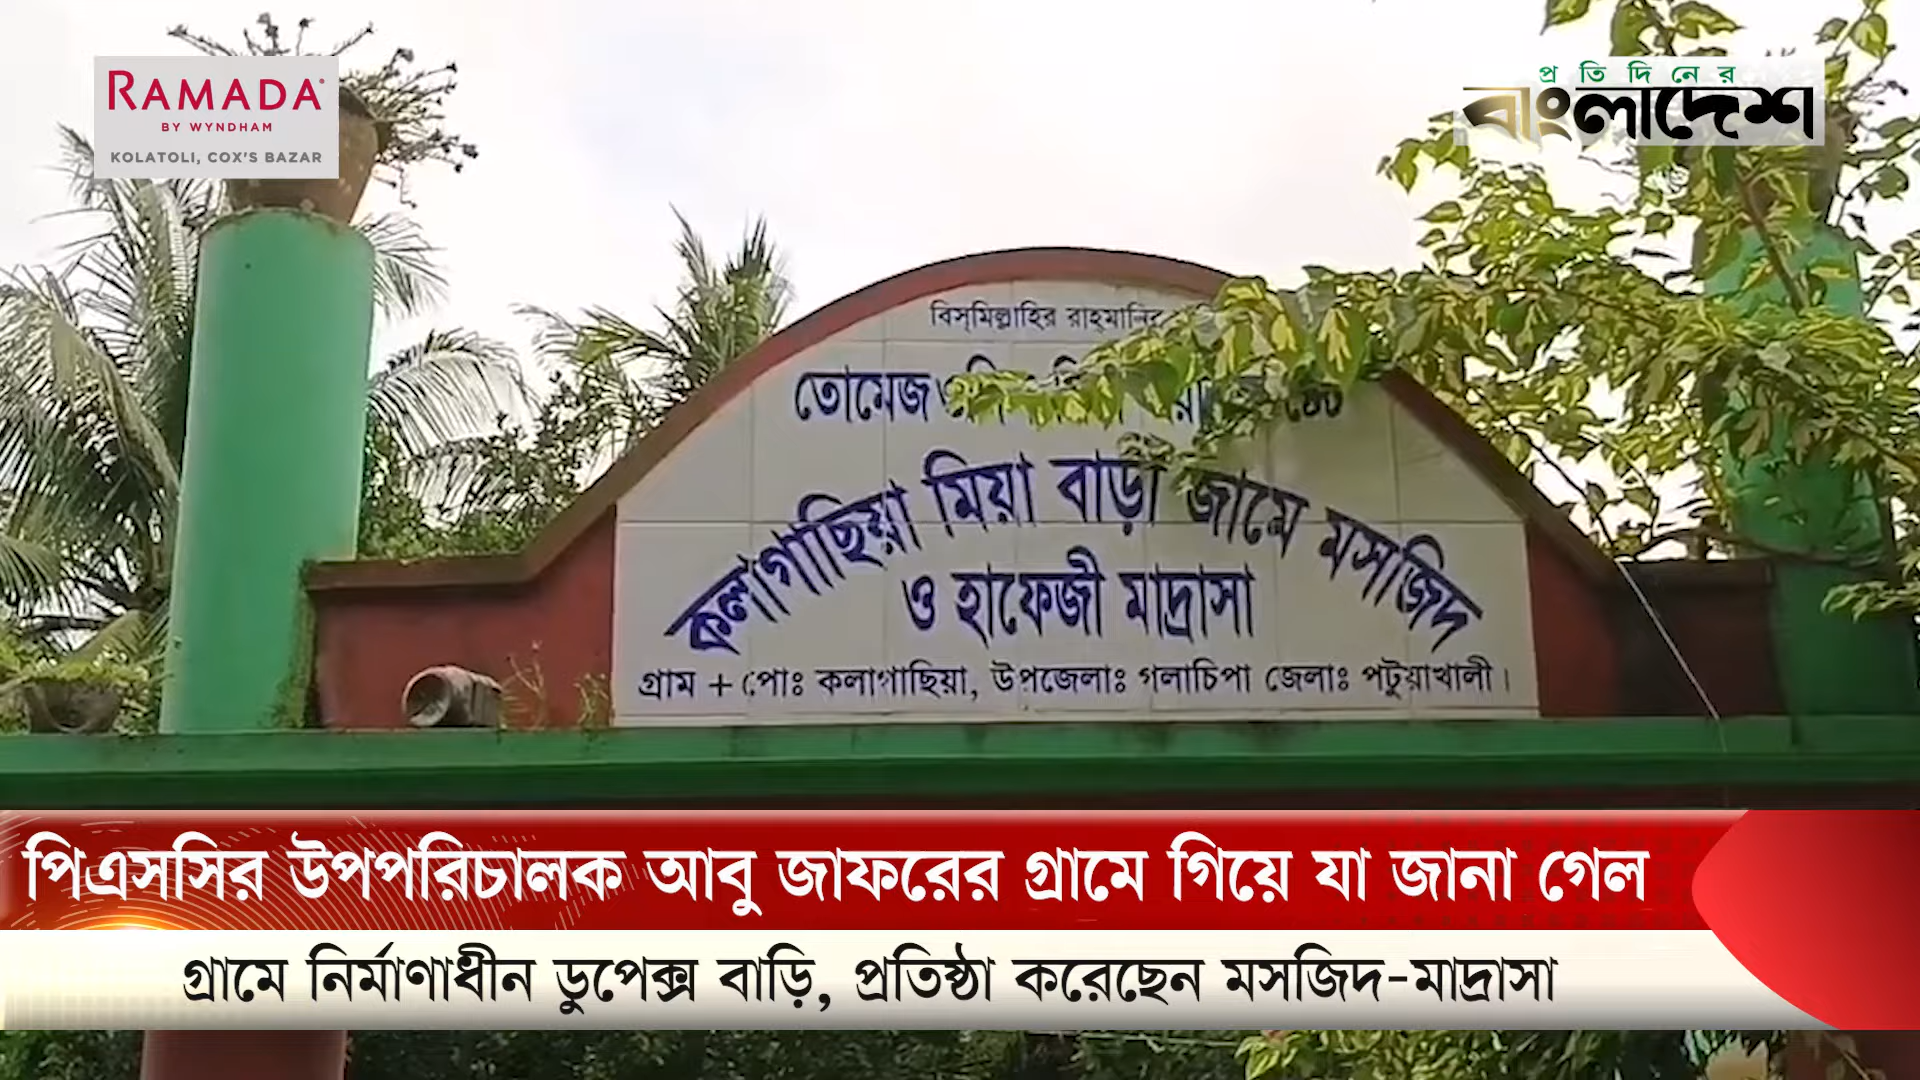 RAMADA
BY WYNDHAM
KOLATOLI, COX'S BAZAR
প্রতিদিনের
বাংলাদেশ
বিস্‌মিল্লাহির রাহমানির
তোমেজ
কলাগাছিয়া মিয়া বাড়ী জামে মসজিদ
ও হাফেজী মাদ্রাসা
গ্রাম + পোঃ কলাগাছিয়া, উপজেলাঃ গলাচিপা জেলাঃ পটুয়াখালী।
পিএসসির উপপরিচালক আবু জাফরের গ্রামে গিয়ে যা জানা গেল
গ্রামে নির্মাণাধীন ডুপেক্স বাড়ি, প্রতিষ্ঠা করেছেন মসজিদ-মাদ্রাসা